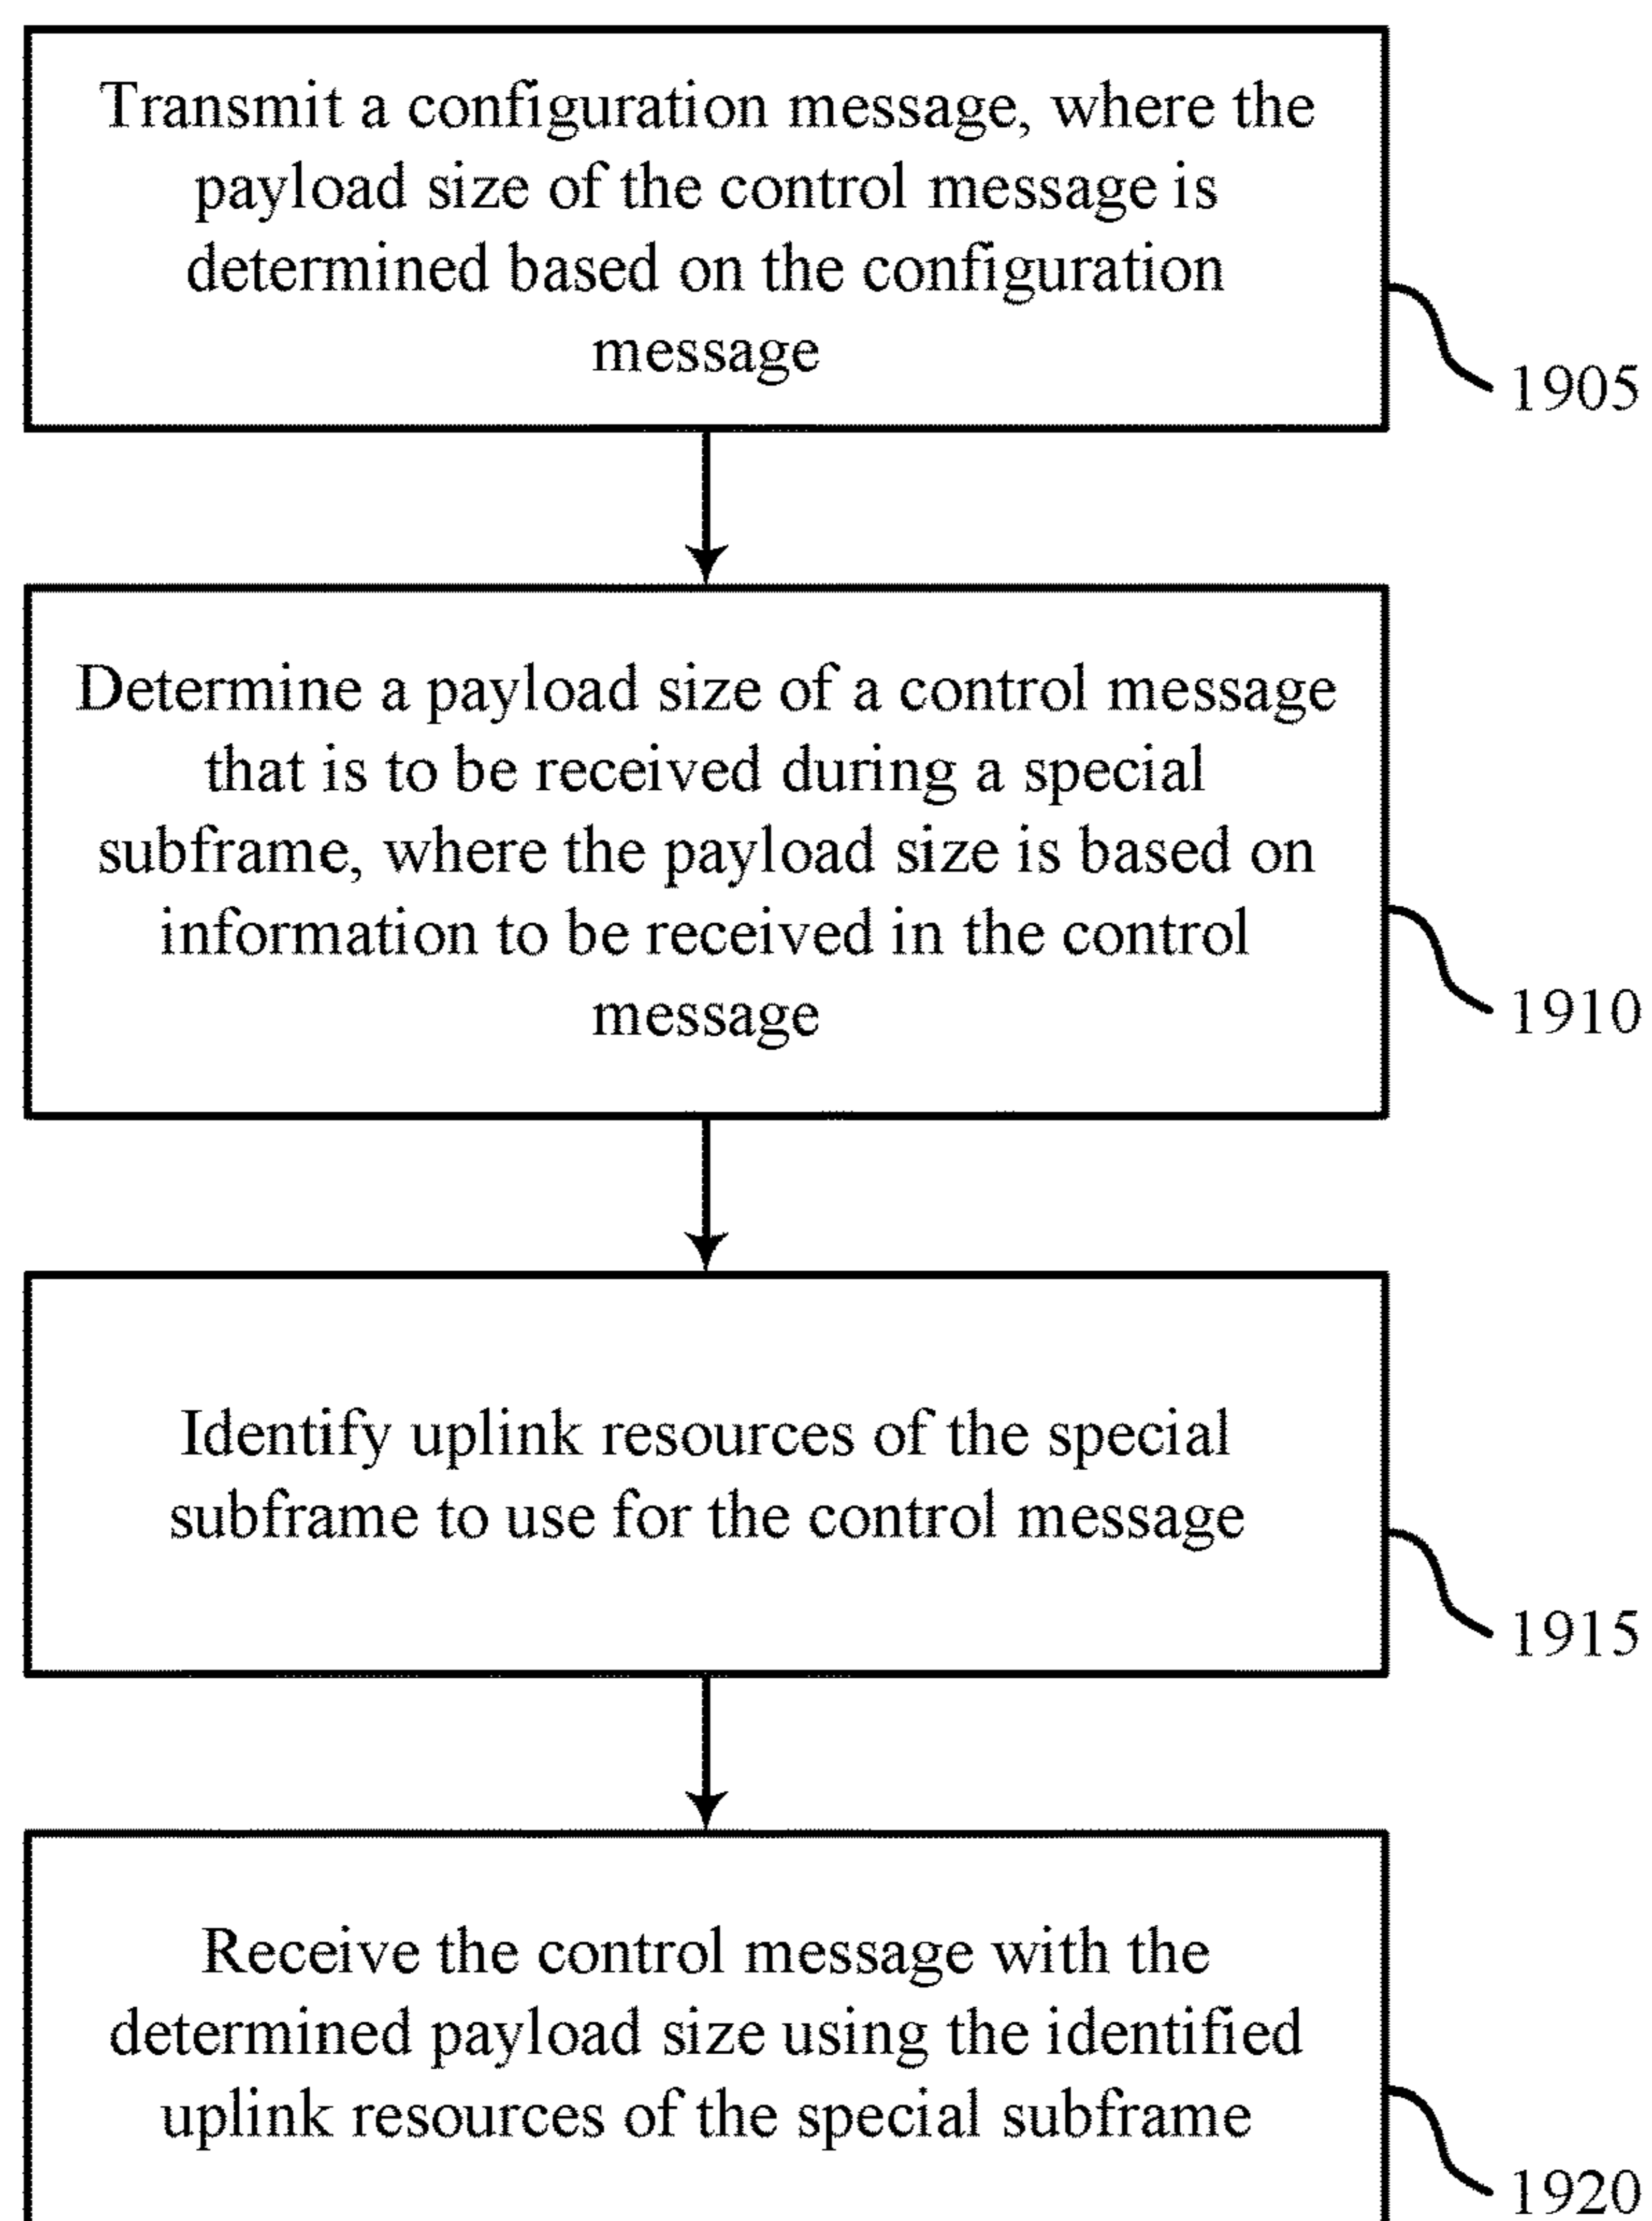 Transmit a configuration message, where the
payload size of the control message is
determined based on the configuration
message
1905
Determine a payload size of a control message
that is to be received during a special
subframe, where the payload size is based on
information to be received in the control
message
1910
Identify uplink resources of the special
subframe to use for the control message
1915
Receive the control message with the
determined payload size using the identified
uplink resources of the special subframe
1920